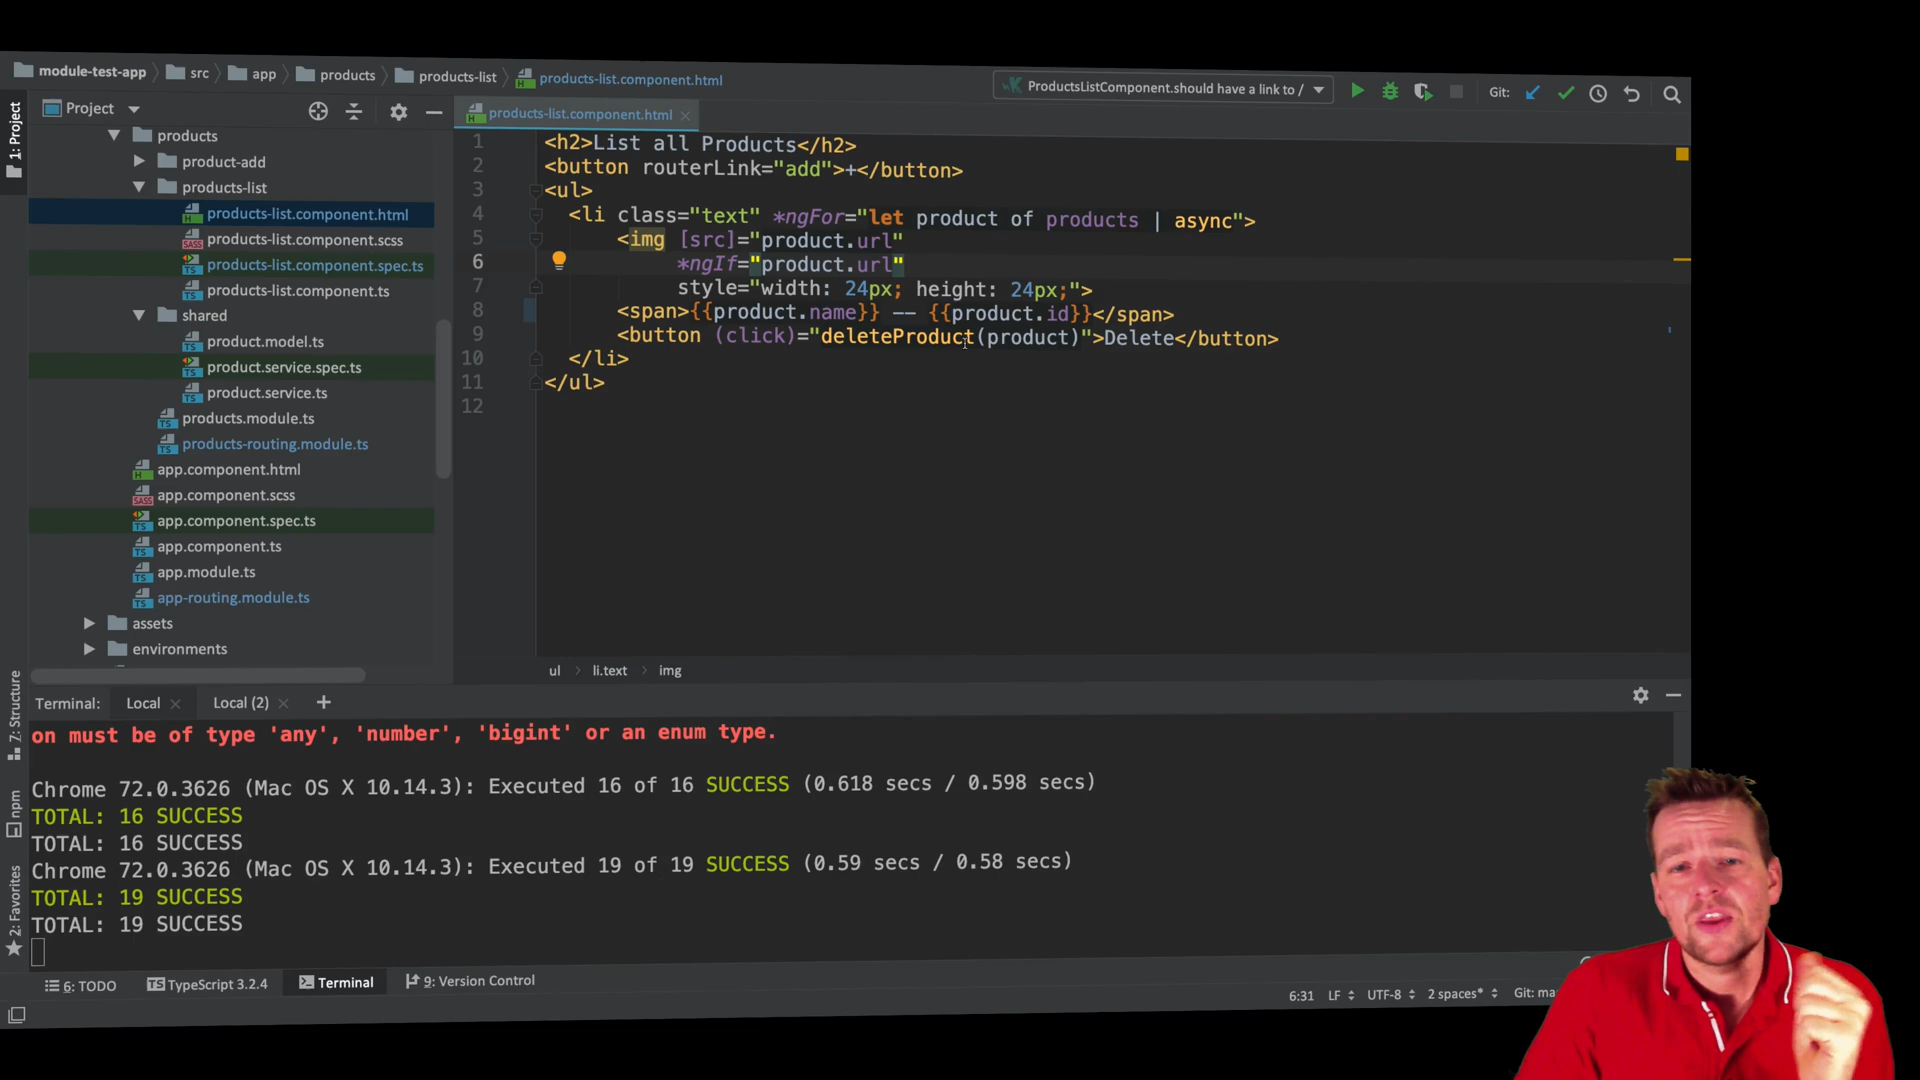 module-test-app
src
app
products
products-list
products-list.component.html
ProductsListComponent.should have a link to /
Git:
1: Project
Project
products-list.component.html
products
product-add
products-list
products-list.component.html
products-list.component.scss
products-list.component.spec.ts
products-list.component.ts
shared
product.model.ts
product.service.spec.ts
product.service.ts
products.module.ts
products-routing.module.ts
app.component.html
app.component.scss
app.component.spec.ts
app.component.ts
app.module.ts
app-routing.module.ts
assets
environments
1 <h2>List all Products</h2>
2 <button routerLink="add">+</button>
3 <ul>
4 <li class="text" *ngFor="let product of products | async">
5 <img [src]="product.url"
6 *ngIf="product.url"
7 style="width: 24px; height: 24px;">
8 <span>{{product.name}} -- {{product.id}}</span>
9 <button (click)="deleteProduct(product)">Delete</button>
10 </li>
11 </ul>
12
ul
li.text
img
7: Structure
npm
2: Favorites
Terminal:
Local
Local (2)
on must be of type 'any', 'number', 'bigint' or an enum type.
Chrome 72.0.3626 (Mac OS X 10.14.3): Executed 16 of 16 SUCCESS (0.618 secs / 0.598 secs)
TOTAL: 16 SUCCESS
TOTAL: 16 SUCCESS
Chrome 72.0.3626 (Mac OS X 10.14.3): Executed 19 of 19 SUCCESS (0.59 secs / 0.58 secs)
TOTAL: 19 SUCCESS
TOTAL: 19 SUCCESS
6: TODO
TypeScript 3.2.4
Terminal
9: Version Control
6:31
LF
UTF-8
2 spaces*
Git: ma